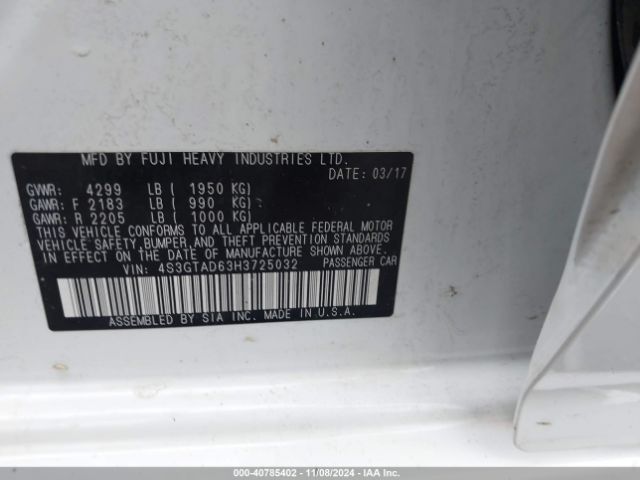 MFD BY FUJI HEAVY INDUSTRIES LTD.
DATE: 03/17
GVWR: 4299 LB ( 1950 KG)
GAWR: F 2183 LB ( 990 KG)
GAWR: R 2205 LB ( 1000 KG)
THIS VEHICLE CONFORMS TO ALL APPLICABLE FEDERAL MOTOR
VEHICLE SAFETY, BUMPER, AND THEFT PREVENTION STANDARDS
IN EFFECT ON THE DATE OF MANUFACTURE SHOWN ABOVE.
VIN: 4S3GTAD63H3725032 PASSENGER CAR
ASSEMBLED BY SIA INC. MADE IN U.S.A.
000-40785402 - 11/08/2024 - IAA Inc.